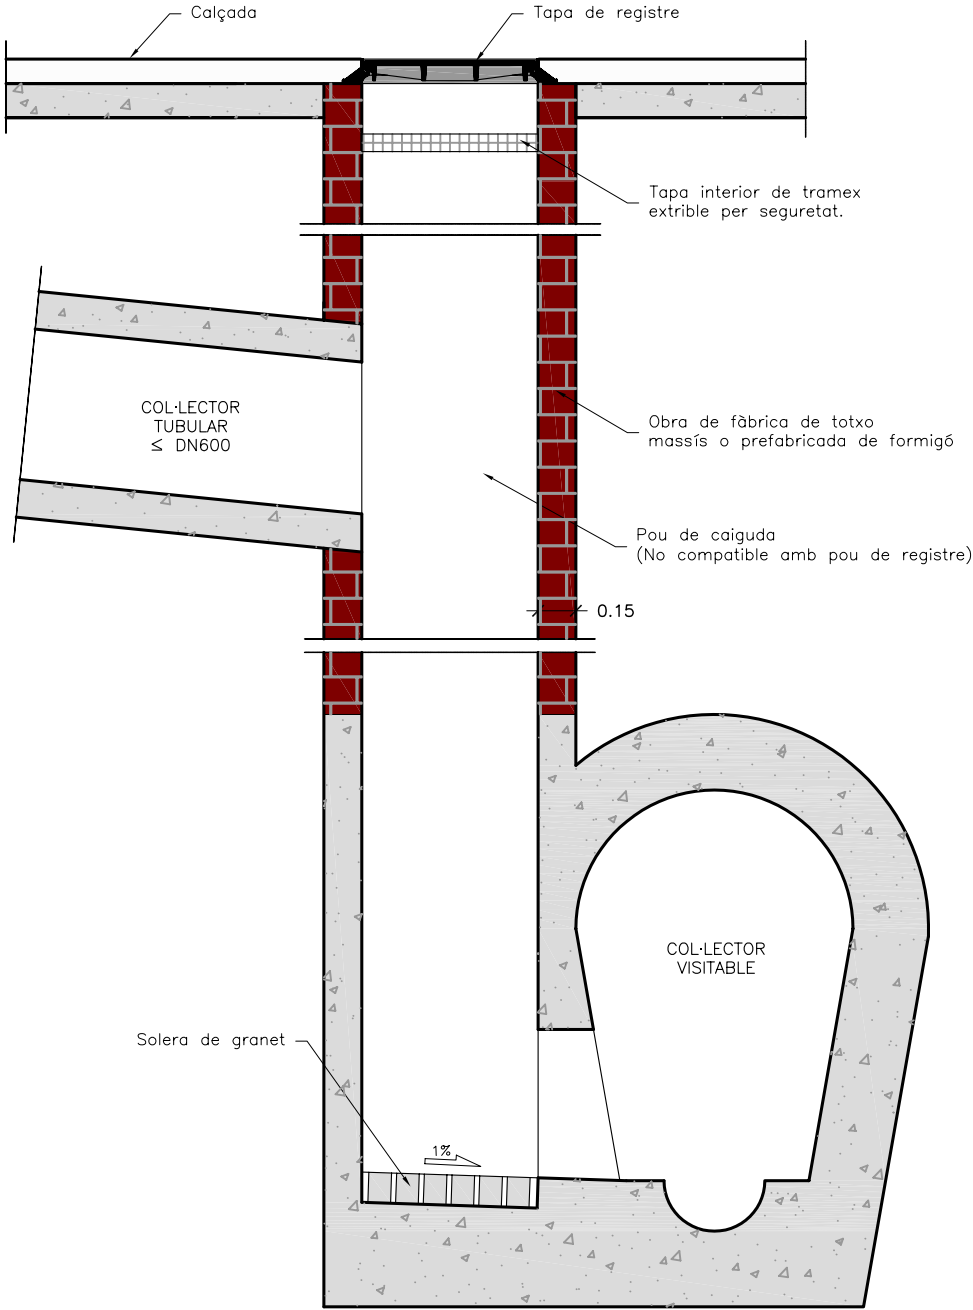 Calçada
Tapa de registre
Tapa interior de tramex
extrible per seguretat.
COL·LECTOR
TUBULAR
≤ DN600
Obra de fàbrica de totxo
massís o prefabricada de formigó
Pou de caiguda
(No compatible amb pou de registre)
0.15
COL·LECTOR
VISITABLE
Solera de granet
1%